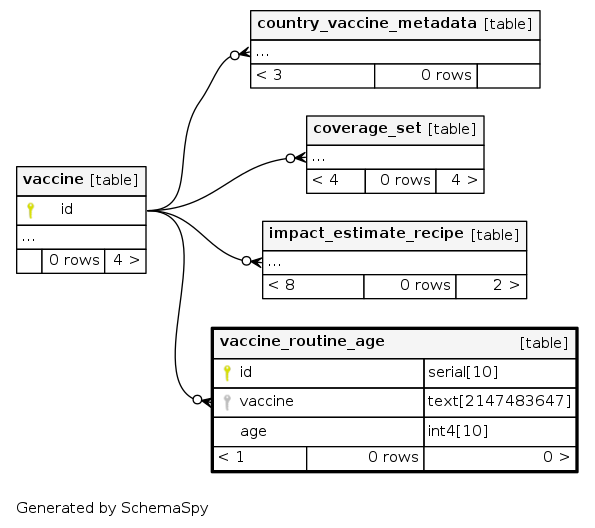 country_vaccine_metadata [table]
...
< 3 0 rows
coverage_set [table]
...
< 4 0 rows 4 >
vaccine [table]
id
...
0 rows 4 >
impact_estimate_recipe [table]
...
< 8 0 rows 2 >
vaccine_routine_age [table]
id serial[10]
vaccine text[2147483647]
age int4[10]
< 1 0 rows 0 >
Generated by SchemaSpy